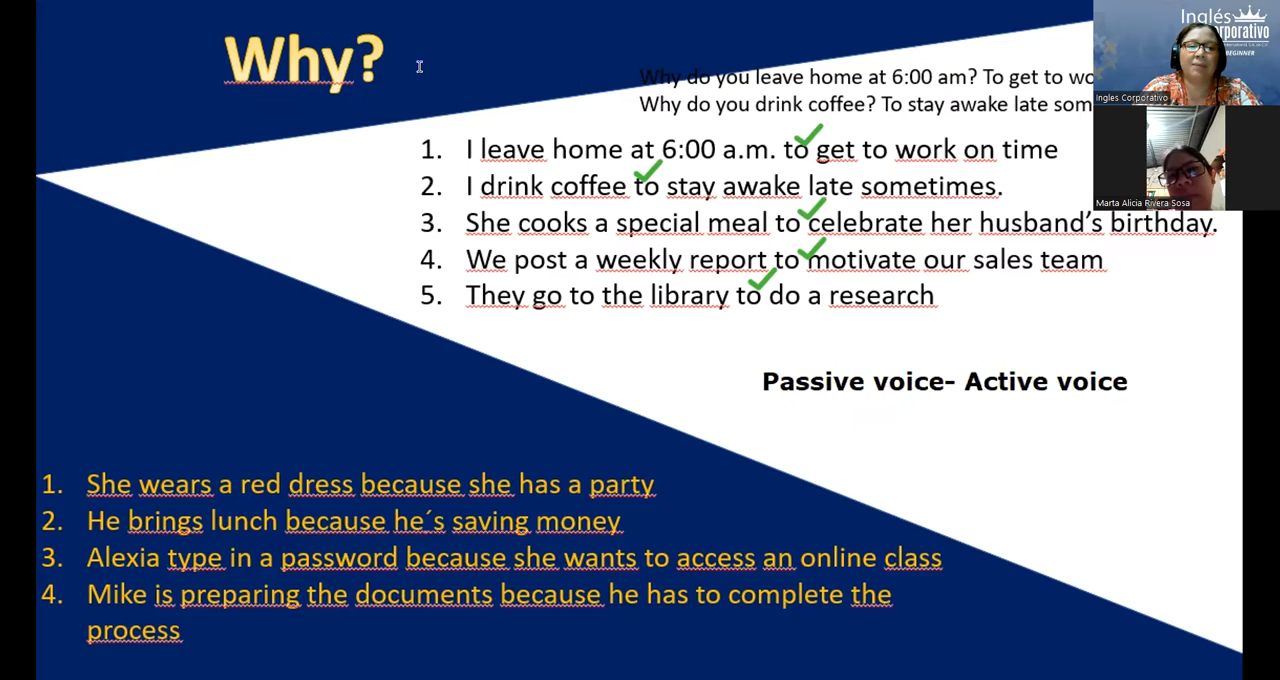 Why?
Why do you leave home at 6:00 am? To get to
Why do you drink coffee? To stay awake late
1. I leave home at 6:00 a.m. to get to work on time
2. I drink coffee to stay awake late sometimes.
3. She cooks a special meal to celebrate her husband’s birthday.
4. We post a weekly report to motivate our sales team
5. They go to the library to do a research
Passive voice- Active voice
1. She wears a red dress because she has a party
2. He brings lunch because he´s saving money
3. Alexia type in a password because she wants to access an online class
4. Mike is preparing the documents because he has to complete the
process
Inglés
BEGINNER
Ingles Corporativo
Marta Alicia Rivera Sosa